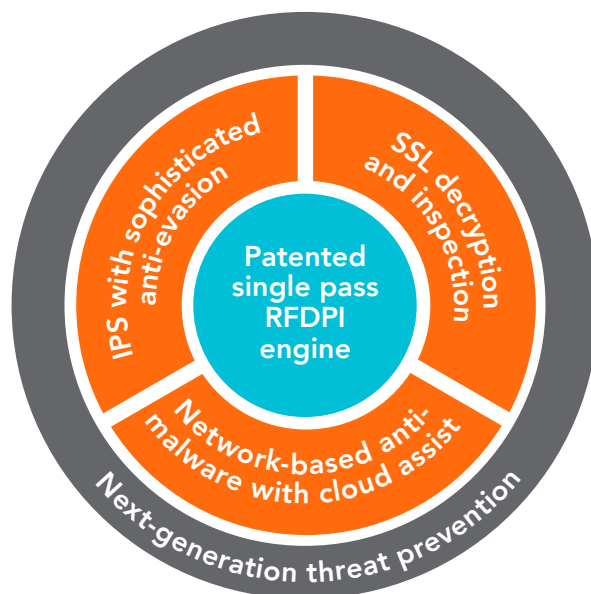 IPS with sophisticated
anti-evasion
SSL decryption
and inspection
Patented
single pass
RFDPI
engine
Network-based anti-
malware with cloud assist
Next-generation threat prevention